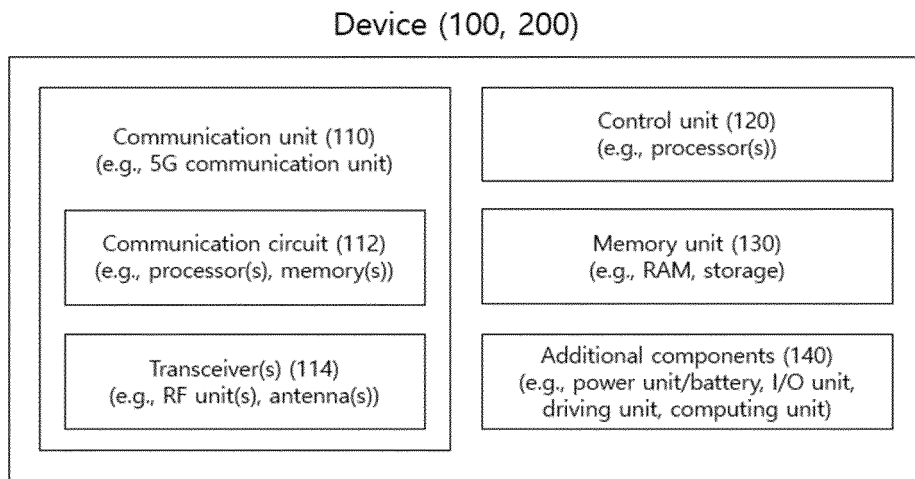 Device (100, 200)
Communication unit (110)
(e.g., 5G communication unit)
Communication circuit (112)
(e.g., processor(s), memory(s))
Transceiver(s) (114)
(e.g., RF unit(s), antenna(s))
Control unit (120)
(e.g., processor(s))
Memory unit (130)
(e.g., RAM, storage)
Additional components (140)
(e.g., power unit/battery, I/O unit,
driving unit, computing unit)